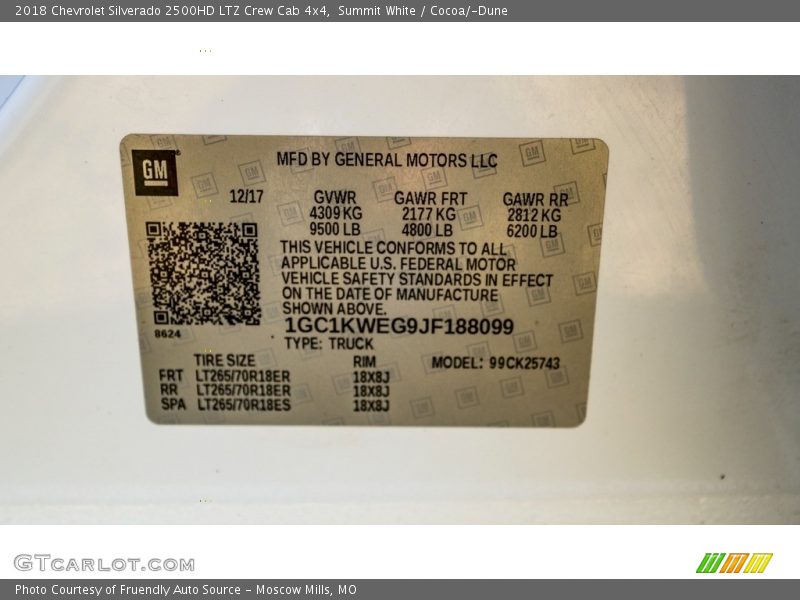 2018 Chevrolet Silverado 2500HD LTZ Crew Cab 4x4, Summit White / Cocoa/-Dune
GM
MFD BY GENERAL MOTORS LLC
12/17 GVWR GAWR FRT GAWR RR
4309 KG 2177 KG 2812 KG
9500 LB 4800 LB 6200 LB
THIS VEHICLE CONFORMS TO ALL
APPLICABLE U.S. FEDERAL MOTOR
VEHICLE SAFETY STANDARDS IN EFFECT
ON THE DATE OF MANUFACTURE
SHOWN ABOVE.
8624
1GC1KWEG9JF188099
TYPE: TRUCK
TIRE SIZE RIM MODEL: 99CK25743
FRT LT265/70R18ER 18X8J
RR LT265/70R18ER 18X8J
SPA LT265/70R18ES 18X8J
GTCARLOT.COM
Photo Courtesy of Fruendly Auto Source - Moscow Mills, MO